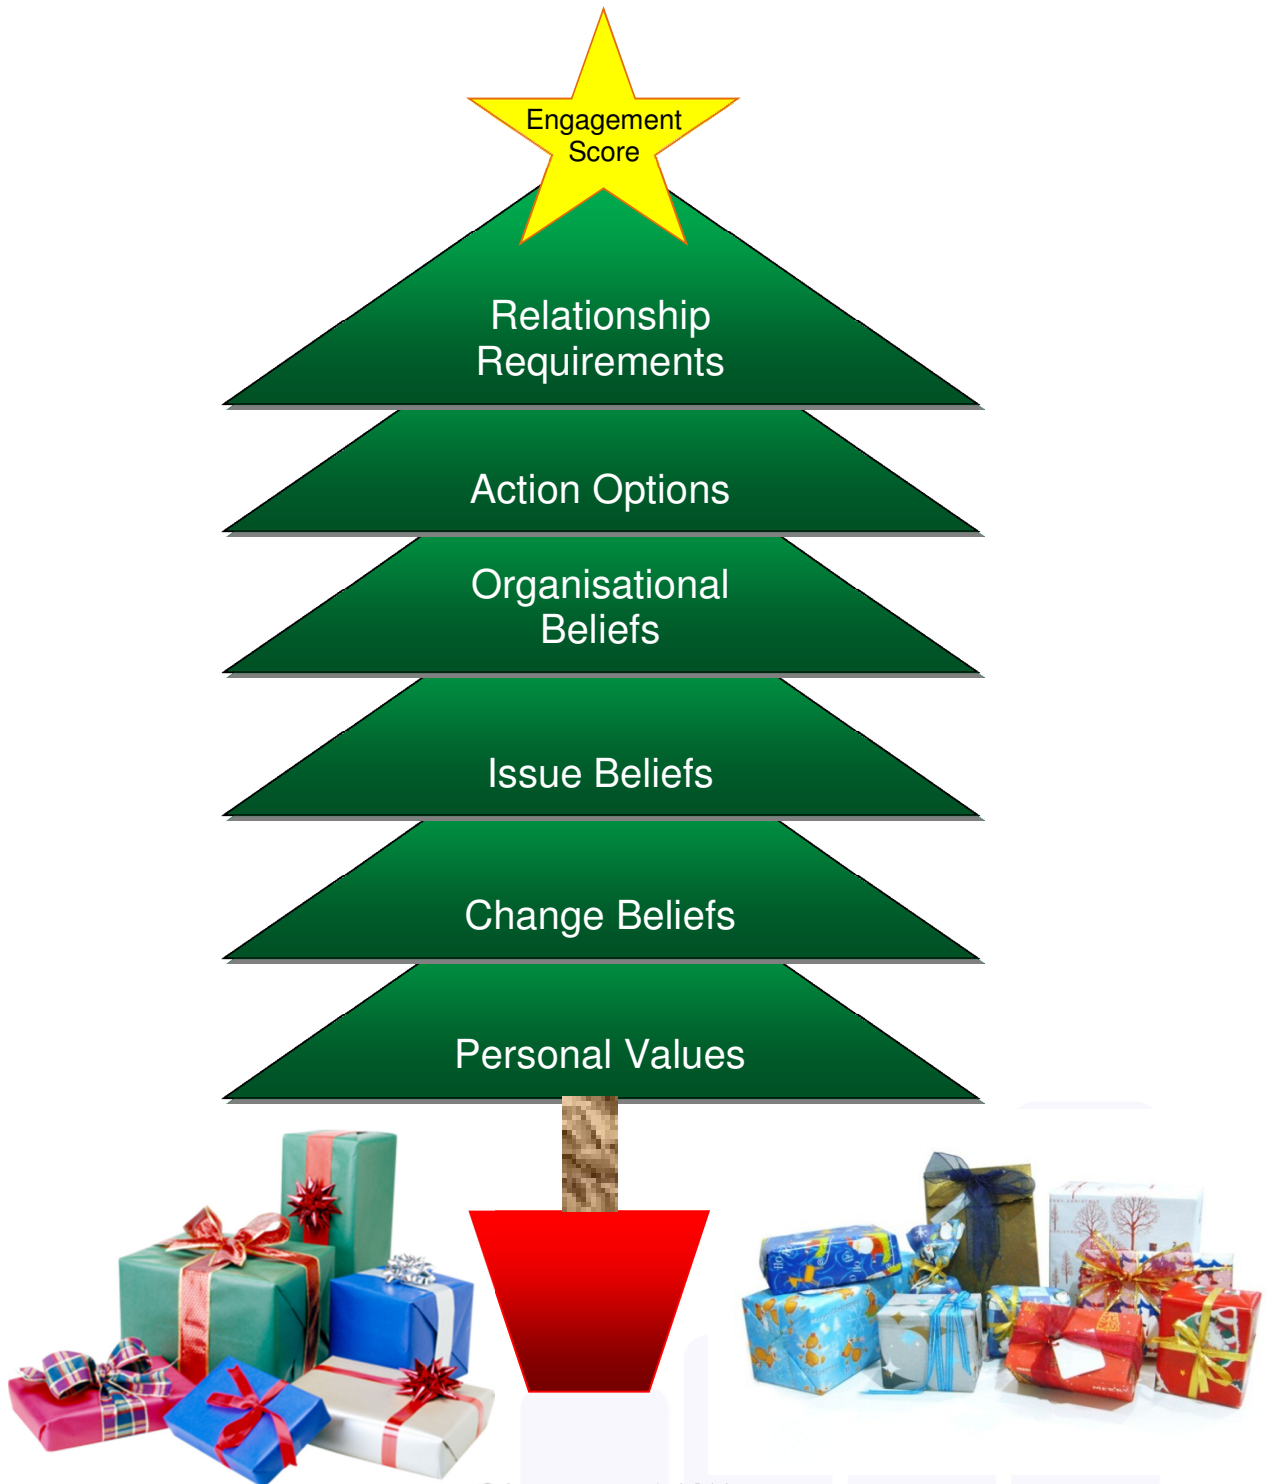 Engagement
Score
Relationship
Requirements
Action Options
Organisational
Beliefs
Issue Beliefs
Change Beliefs
Personal Values